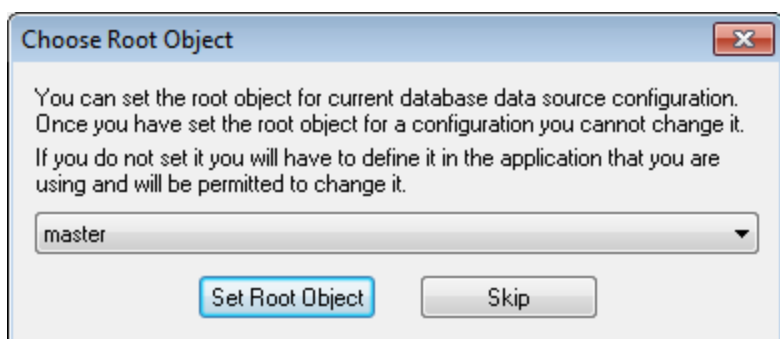 Choose Root Object
You can set the root object for current database data source configuration.
Once you have set the root object for a configuration you cannot change it.
If you do not set it you will have to define it in the application that you are
using and will be permitted to change it.
master
Set Root Object
Skip